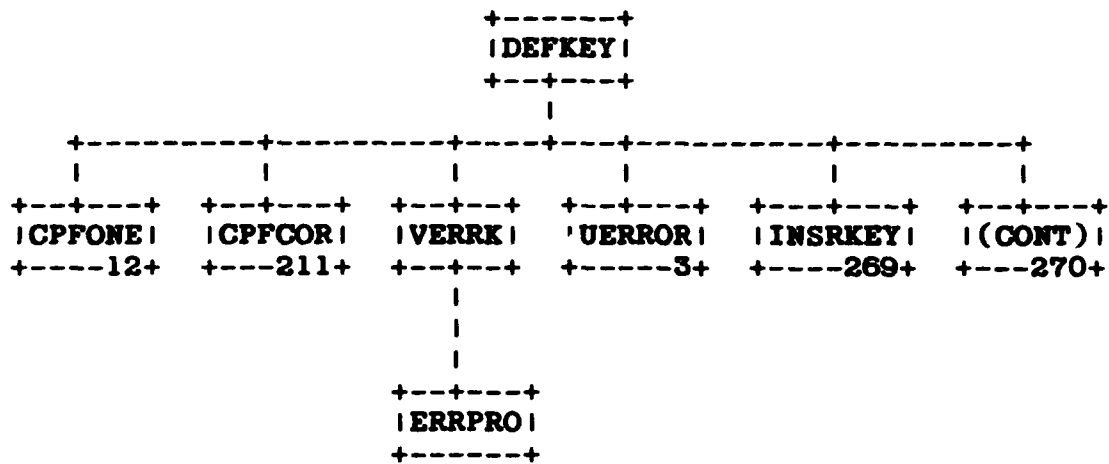 +------+
|DEFKEY|
+--+---+
|
+---------+---------+-----+---+----------+---------+
| | | | |
+--+---+ +--+---+ +--+--+ +--+---+ +---+---+ +--+---+
|CPFONE| |CPFCOR| |VERRK| 'UERROR| |INSRKEY| |(CONT)|
+----12+ +---211+ +--+--+ +-----3+ +----269+ +---270+
|
|
|
+--+---+
|ERRPRO|
+------+